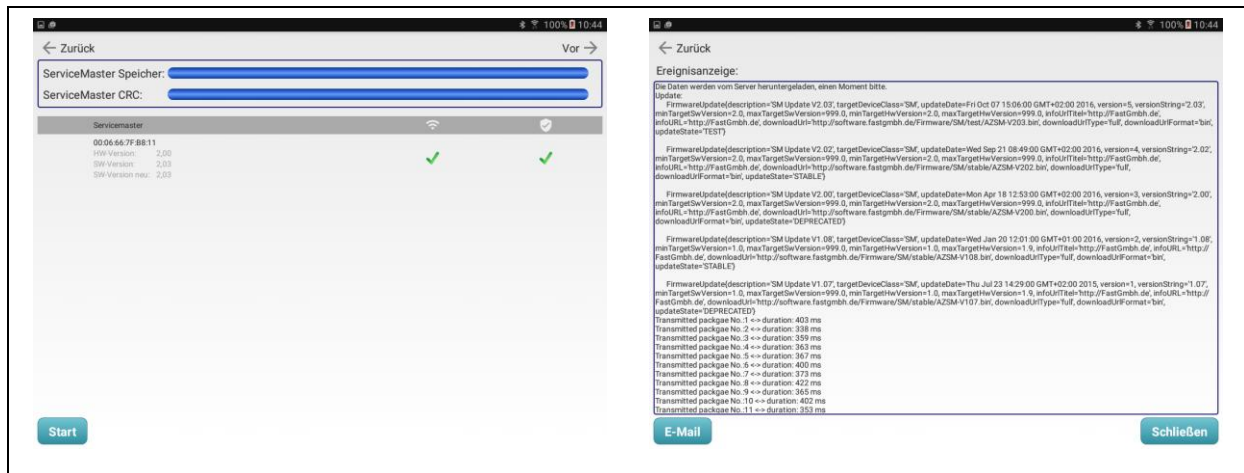 100% 10:44
Zurück
Vor
ServiceMaster Speicher:
ServiceMaster CRC:
Servicemaster
00:06:66:7F:B8:11
HW-Version: 2,00
SW-Version: 2,03
SW-Version neu: 2,03
Start
100% 10:44
Zurück
Ereignisanzeige:
Die Daten werden vom Server heruntergeladen, einen Moment bitte.
Update:
FirmwareUpdate{description='SM Update V2.03', targetDeviceClass='SM', updateDate=Fri Oct 07 15:06:00 GMT+02:00 2016, version=5, versionString='2.03',
minTargetSwVersion=2.0, maxTargetSwVersion=999.0, minTargetHwVersion=2.0, maxTargetHwVersion=999.0, infoUrlTitel='http://FastGmbh.de',
infoURL='http://FastGmbh.de', downloadUrl='http://software.fastgmbh.de/Firmware/SM/test/AZSM-V203.bin', downloadUrlType='full', downloadUrlFormat='bin',
updateState='TEST'}
FirmwareUpdate{description='SM Update V2.02', targetDeviceClass='SM', updateDate=Wed Sep 21 08:49:00 GMT+02:00 2016, version=4, versionString='2.02',
minTargetSwVersion=2.0, maxTargetSwVersion=999.0, minTargetHwVersion=2.0, maxTargetHwVersion=999.0, infoUrlTitel='http://FastGmbh.de',
infoURL='http://FastGmbh.de', downloadUrl='http://software.fastgmbh.de/Firmware/SM/stable/AZSM-V202.bin', downloadUrlType='full',
downloadUrlFormat='bin', updateState='STABLE'}
FirmwareUpdate{description='SM Update V2.00', targetDeviceClass='SM', updateDate=Mon Apr 18 12:53:00 GMT+02:00 2016, version=3, versionString='2.00',
minTargetSwVersion=2.0, maxTargetSwVersion=999.0, minTargetHwVersion=2.0, maxTargetHwVersion=999.0, infoUrlTitel='http://FastGmbh.de',
infoURL='http://FastGmbh.de', downloadUrl='http://software.fastgmbh.de/Firmware/SM/stable/AZSM-V200.bin', downloadUrlType='full',
downloadUrlFormat='bin', updateState='DEPRECATED'}
FirmwareUpdate{description='SM Update V1.08', targetDeviceClass='SM', updateDate=Wed Jan 20 12:01:00 GMT+01:00 2016, version=2, versionString='1.08',
minTargetSwVersion=1.0, maxTargetSwVersion=999.0, minTargetHwVersion=1.0, maxTargetHwVersion=1.9, infoUrlTitel='http://FastGmbh.de', infoURL='http://
FastGmbh.de', downloadUrl='http://software.fastgmbh.de/Firmware/SM/stable/AZSM-V108.bin', downloadUrlType='full', downloadUrlFormat='bin',
updateState='STABLE'}
FirmwareUpdate{description='SM Update V1.07', targetDeviceClass='SM', updateDate=Thu Jul 23 14:29:00 GMT+02:00 2015, version=1, versionString='1.07',
minTargetSwVersion=1.0, maxTargetSwVersion=999.0, minTargetHwVersion=1.0, maxTargetHwVersion=1.9, infoUrlTitel='http://FastGmbh.de', infoURL='http://
FastGmbh.de', downloadUrl='http://software.fastgmbh.de/Firmware/SM/stable/AZSM-V107.bin', downloadUrlType='full', downloadUrlFormat='bin',
updateState='DEPRECATED'}
Transmitted packgae No.:1 <-> duration: 403 ms
Transmitted packgae No.:2 <-> duration: 338 ms
Transmitted packgae No.:3 <-> duration: 359 ms
Transmitted packgae No.:4 <-> duration: 363 ms
Transmitted packgae No.:5 <-> duration: 367 ms
Transmitted packgae No.:6 <-> duration: 400 ms
Transmitted packgae No.:7 <-> duration: 373 ms
Transmitted packgae No.:8 <-> duration: 422 ms
Transmitted packgae No.:9 <-> duration: 365 ms
Transmitted packgae No.:10 <-> duration: 402 ms
Transmitted packgae No.:11 <-> duration: 353 ms
E-Mail
Schließen